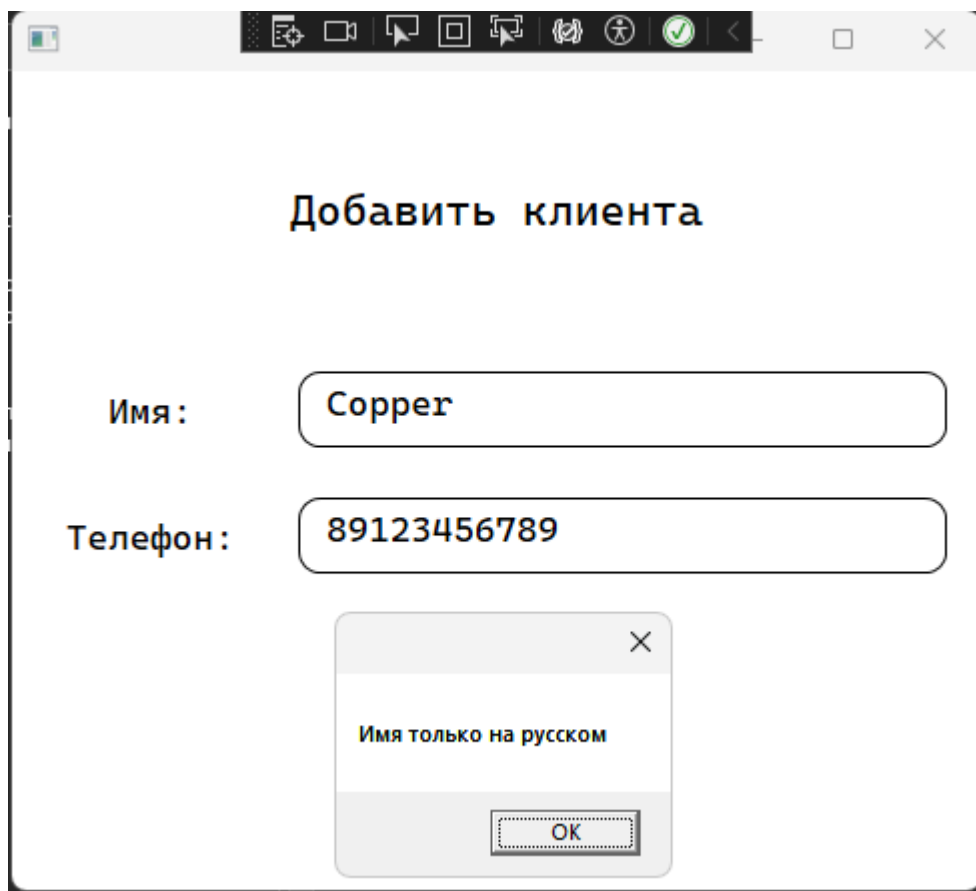 Добавить клиента
Имя:
Copper
Телефон:
89123456789
Имя только на русском
OK